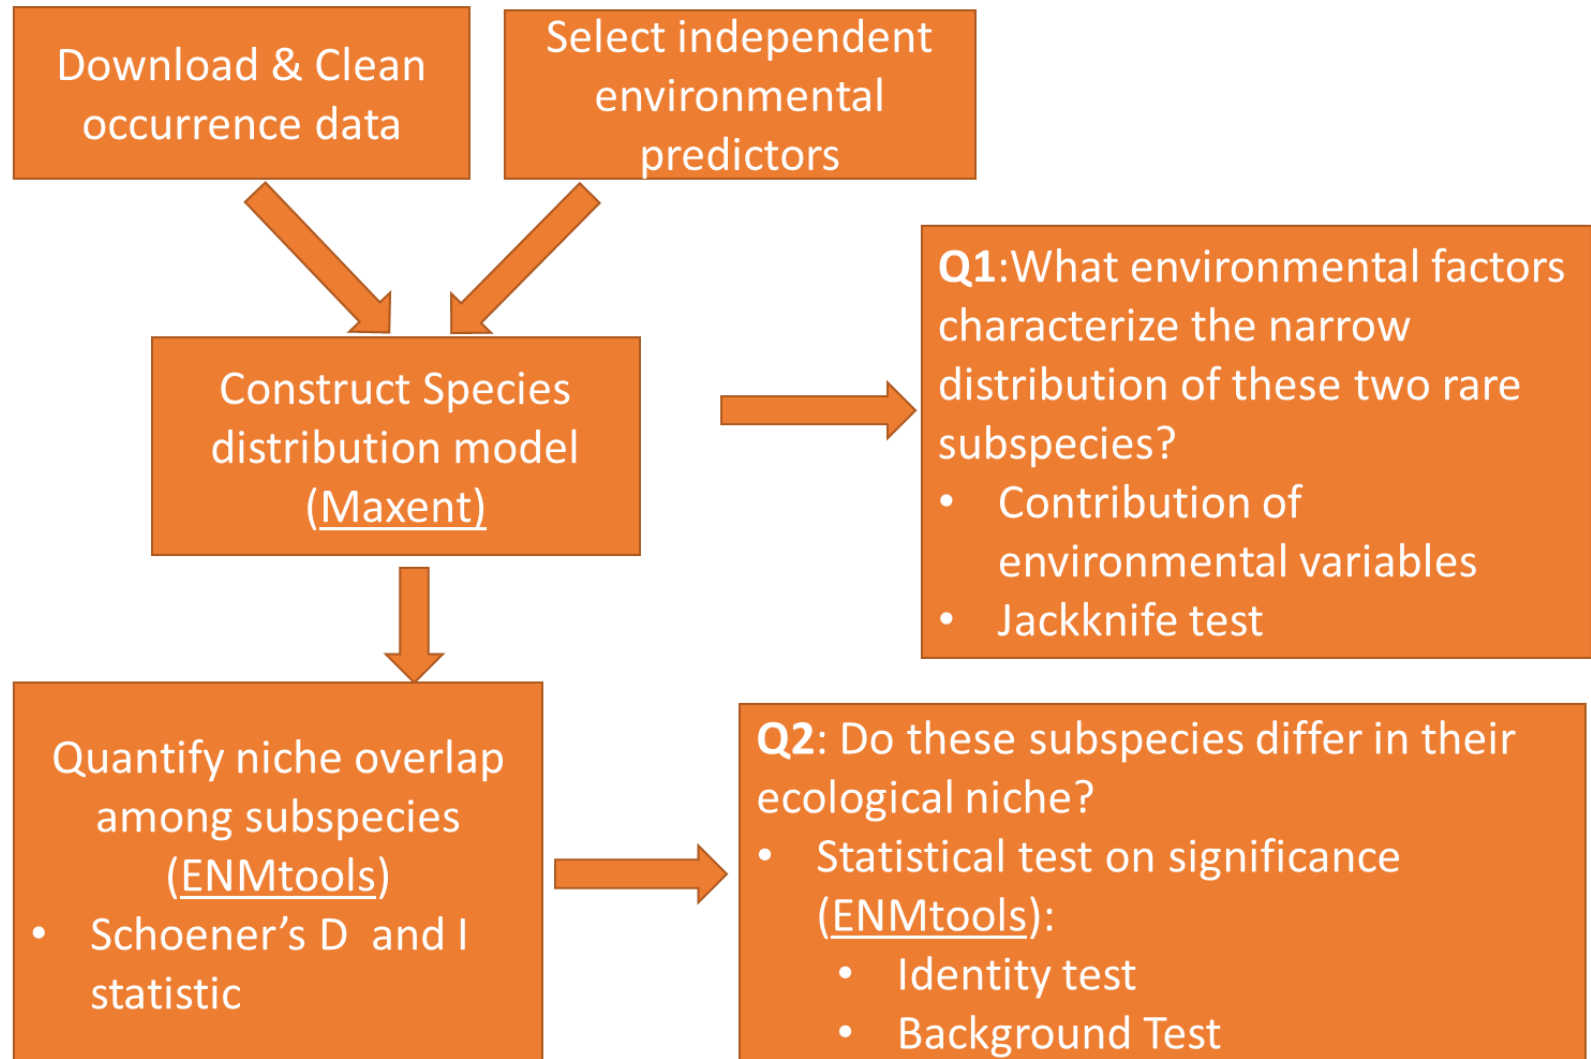 Download & Clean
occurrence data
Select independent
environmental
predictors
Construct Species
distribution model
(Maxent)
Q1:What environmental factors
characterize the narrow
distribution of these two rare
subspecies?
• Contribution of
environmental variables
• Jackknife test
Quantify niche overlap
among subspecies
(ENMtools)
• Schoener’s D and I
statistic
Q2: Do these subspecies differ in their
ecological niche?
• Statistical test on significance
(ENMtools):
• Identity test
• Background Test